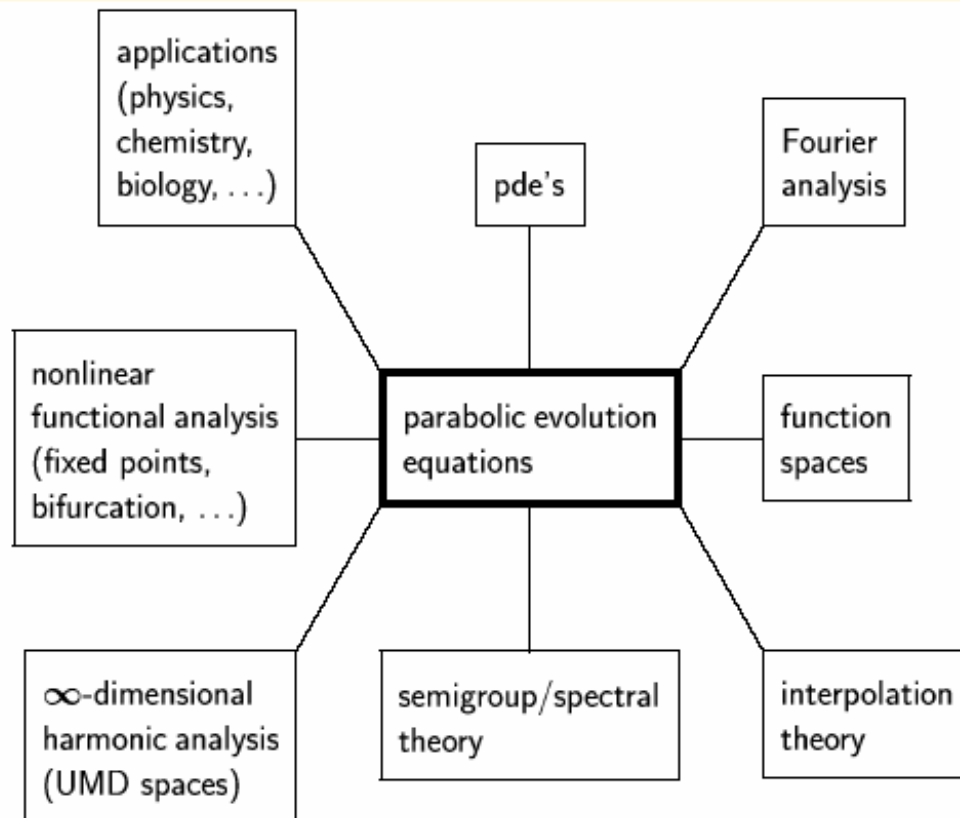 applications
(physics,
chemistry,
biology, ...)
pde's
Fourier
analysis
nonlinear
functional analysis
(fixed points,
bifurcation, ...)
parabolic evolution
equations
function
spaces
∞-dimensional
harmonic analysis
(UMD spaces)
semigroup/spectral
theory
interpolation
theory